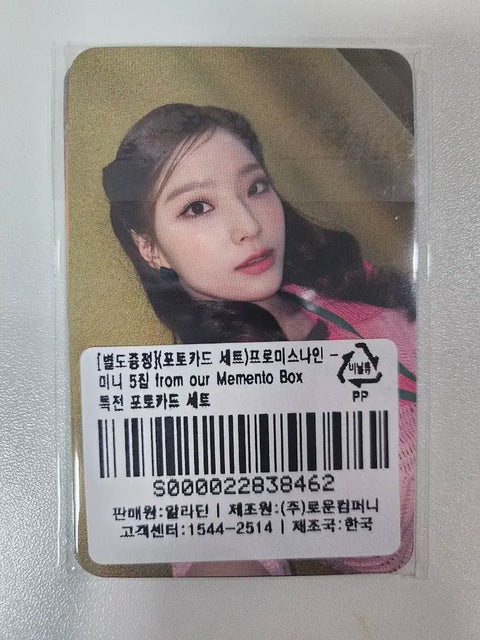 [별도증정](포토카드 세트)프로미스나인 -
미니 5집 from our Memento Box
특전 포토카드 세트
비닐류
PP
S000022838462
판매원:알라딘 | 제조원:(주)로운컴퍼니
고객센터:1544-2514 | 제조국:한국